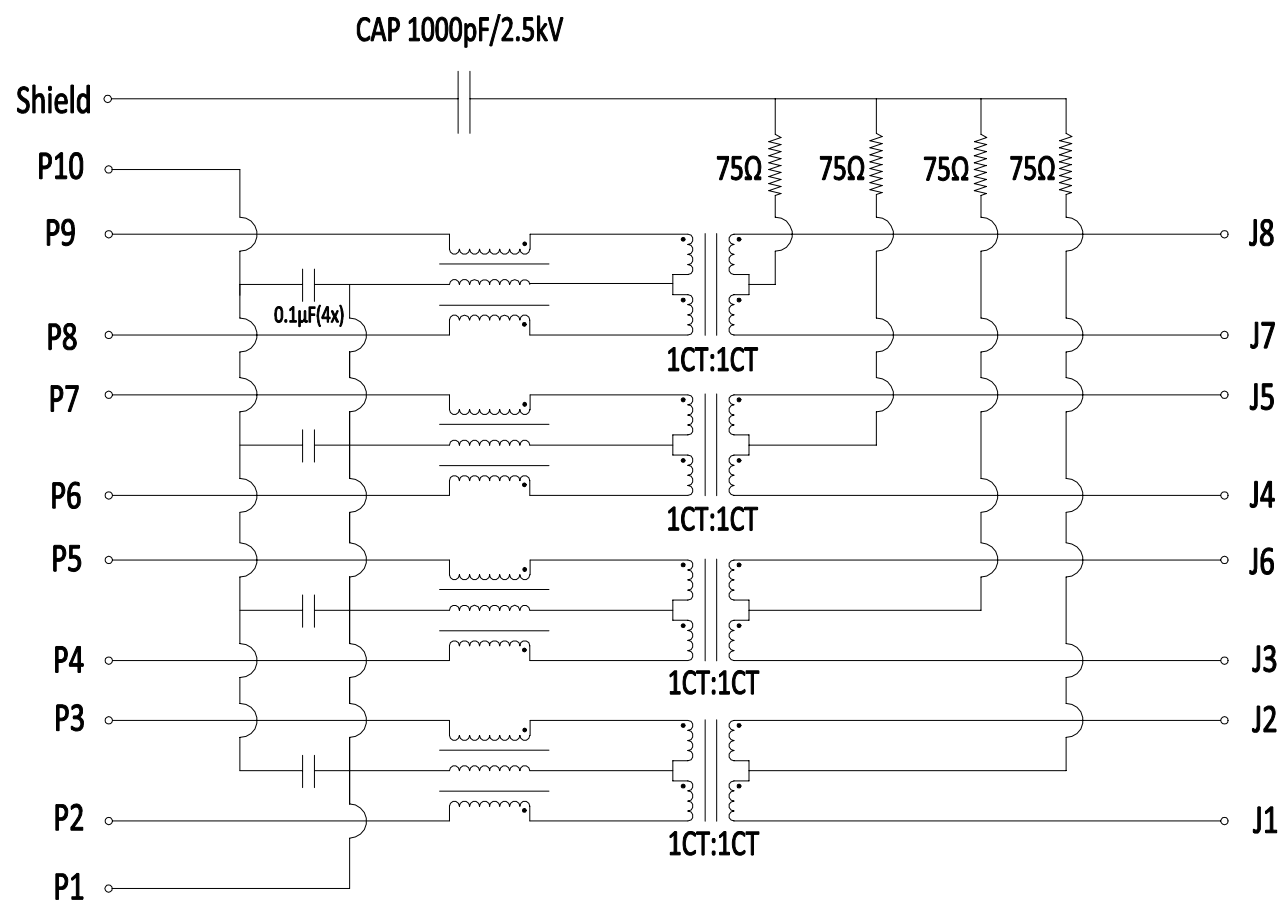 CAP 1000pF/2.5kV
Shield
P10
75Ω 75Ω 75Ω 75Ω
P9 J8
0.1µF(4x)
P8 J7
1CT:1CT
P7 J5
P6 J4
1CT:1CT
P5 J6
P4 J3
1CT:1CT
P3 J2
P2 J1
1CT:1CT
P1